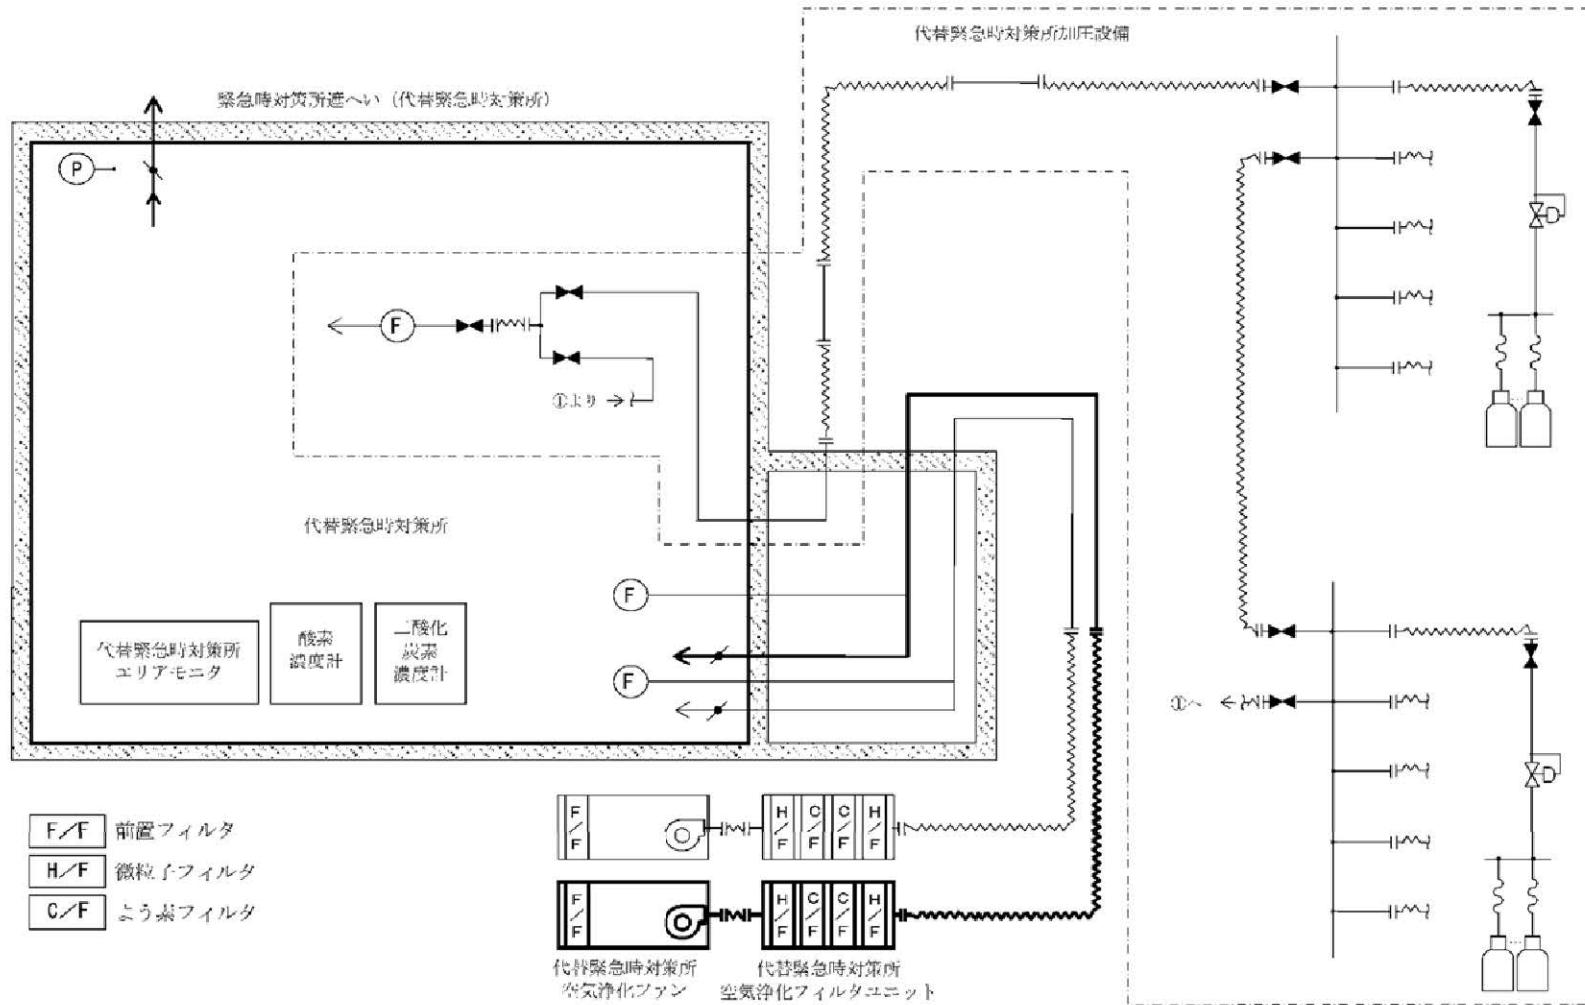 代替緊急時対策所加圧設備
緊急時対策所遮へい（代替緊急時対策所）
P
F
①より
代替緊急時対策所
F
F
代替緊急時対策所
エリアモニタ
酸素
濃度計
二酸化
炭素
濃度計
①へ
F/F
H/F
C/F
C/F
H/F
F/F
H/F
C/F
C/F
H/F
代替緊急時対策所
空気浄化ファン
代替緊急時対策所
空気浄化フィルタユニット
F/F 前置フィルタ
H/F 微粒子フィルタ
C/F よう素フィルタ